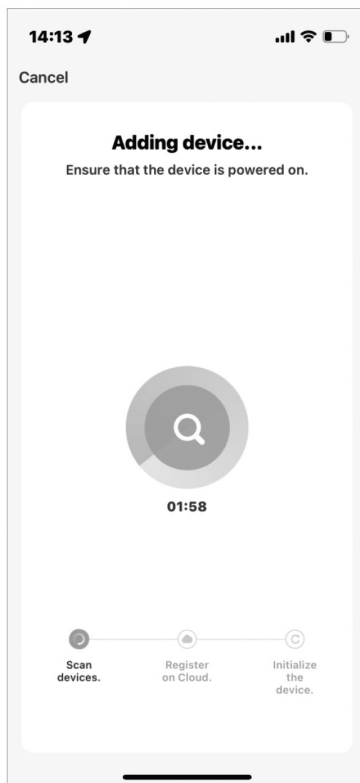 14:13
Cancel
Adding device...
Ensure that the device is powered on.
01:58
Scan
devices.
Register
on Cloud.
Initialize
the
device.